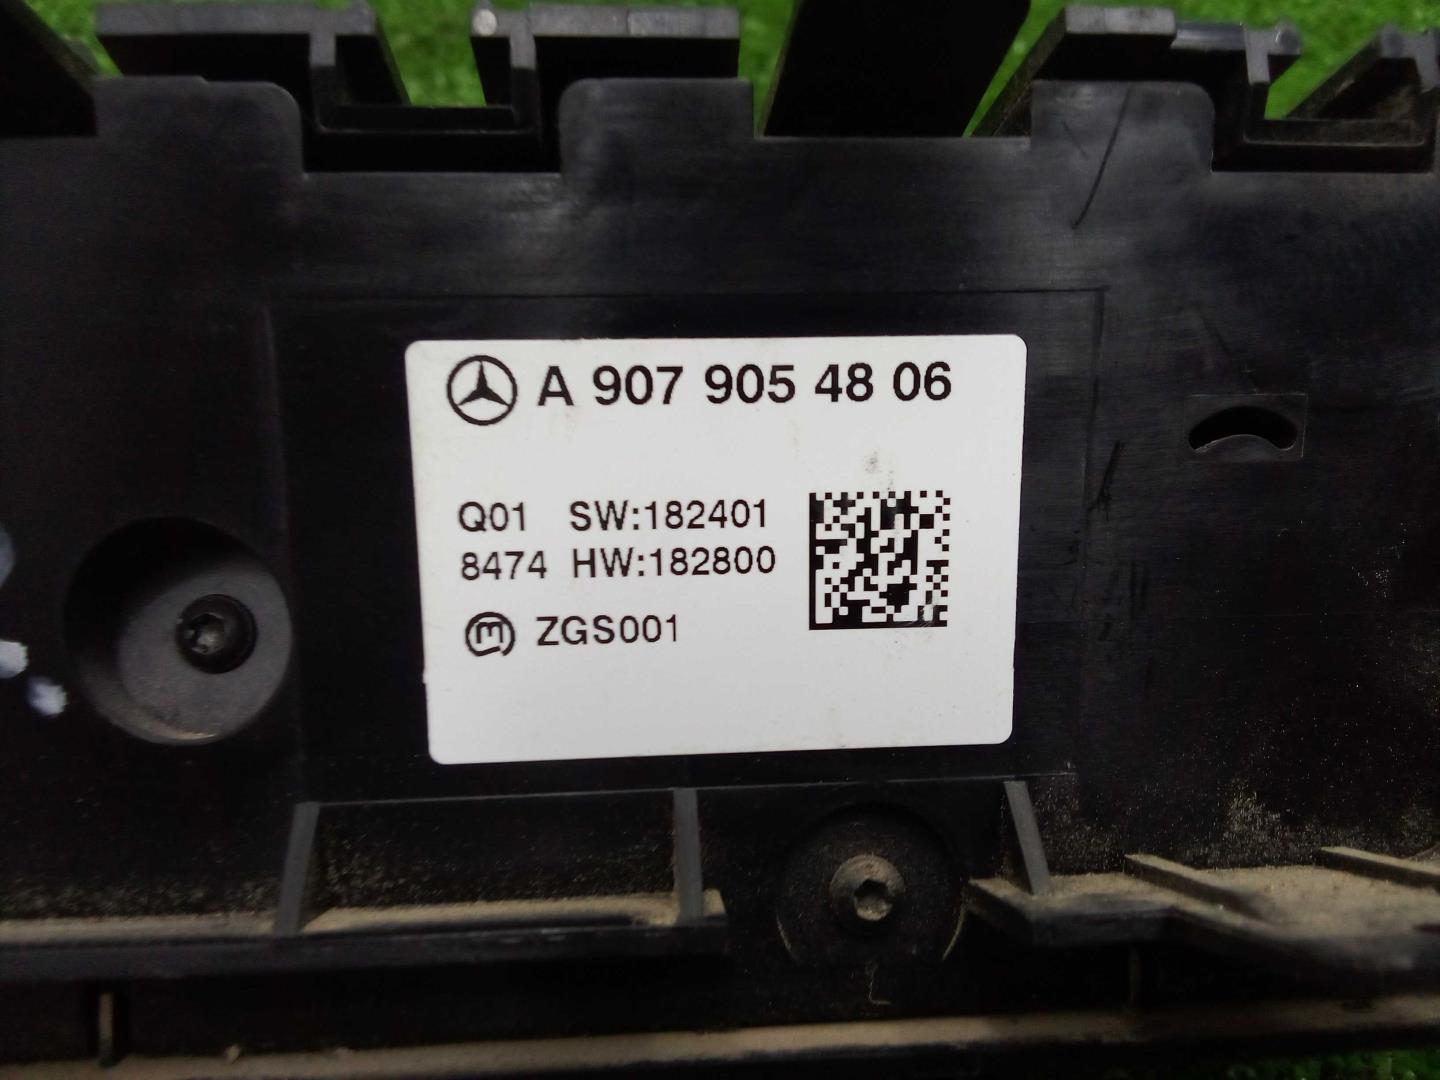 A 907 905 48 06
Q01 SW:182401
8474 HW:182800
ZGS001